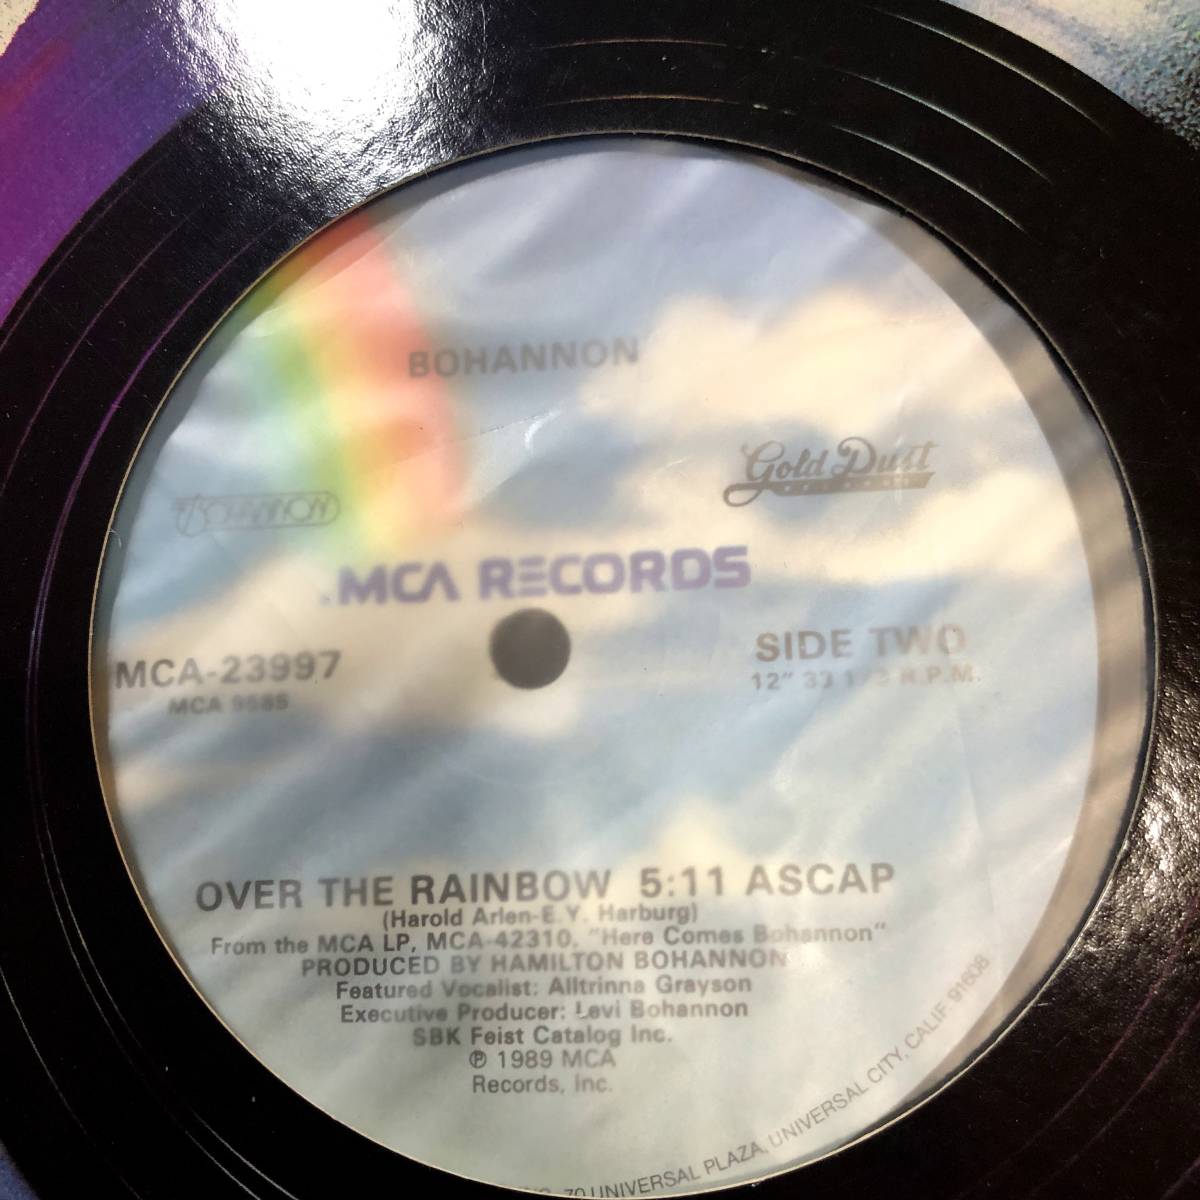 BOHANNON
Gold Dust
BOHANNON
MCA RECORDS
MCA-23997
SIDE TWO
MCA 9585
12" 33 1/3 R.P.M.
OVER THE RAINBOW 5:11 ASCAP
(Harold Arlen-E.Y. Harburg)
From the MCA LP, MCA-42310, "Here Comes Bohannon"
PRODUCED BY HAMILTON BOHANNON
Featured Vocalist: Alltrinna Grayson
Executive Producer: Levi Bohannon
SBK Feist Catalog Inc.
℗ 1989 MCA
Records, Inc.
70 UNIVERSAL PLAZA, UNIVERSAL CITY, CALIF. 91608